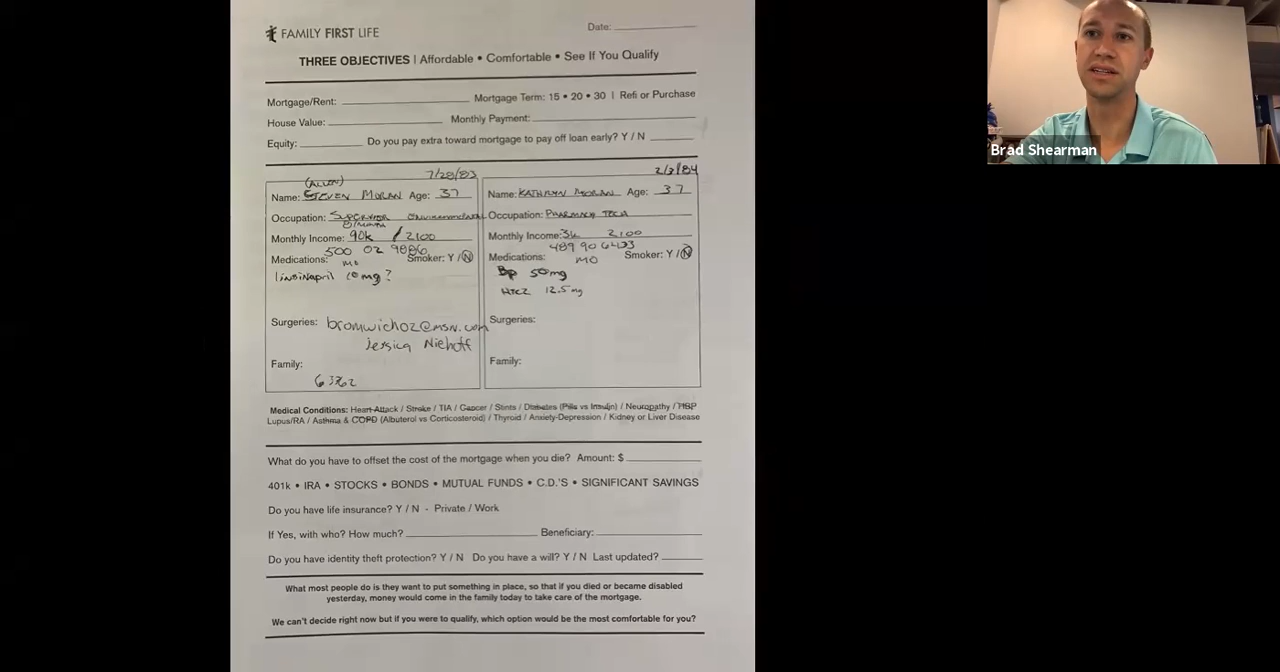 FAMILY FIRST LIFE
Date:
THREE OBJECTIVES | Affordable • Comfortable • See If You Qualify
Mortgage/Rent: Mortgage Term: 15 • 20 • 30 | Refi or Purchase
House Value: Monthly Payment:
Equity: Do you pay extra toward mortgage to pay off loan early? Y / N
(ALLEN) 7/28/83
Name: STEVEN MORAN Age: 37
Occupation: SUPERVISOR
Monthly Income: 90k / 2100
Medications: MO Smoker: Y / N
10mg?
Surgeries: bromwich02@msn.com
Jessica Niehoff
Family:
2/3/84
Name: KATHRYN MORAN Age: 37
Occupation: PHARMACY TECH
Monthly Income: 36 2100
Medications: MO Smoker: Y / N
BP 50mg
HTCZ 12.5mg
Surgeries:
Family:
Medical Conditions: Heart Attack / Stroke / TIA / Cancer / Stints / Diabetes (Pills vs Insulin) / Neuropathy / HBP
Lupus/RA / Asthma & COPD (Albuterol vs Corticosteroid) / Thyroid / Anxiety-Depression / Kidney or Liver Disease
What do you have to offset the cost of the mortgage when you die? Amount: $
401k • IRA • STOCKS • BONDS • MUTUAL FUNDS • C.D.'S • SIGNIFICANT SAVINGS
Do you have life insurance? Y / N - Private / Work
If Yes, with who? How much? Beneficiary:
Do you have identity theft protection? Y / N Do you have a will? Y / N Last updated?
What most people do is they want to put something in place, so that if you died or became disabled
yesterday, money would come in the family today to take care of the mortgage.
We can't decide right now but if you were to qualify, which option would be the most comfortable for you?
Brad Shearman